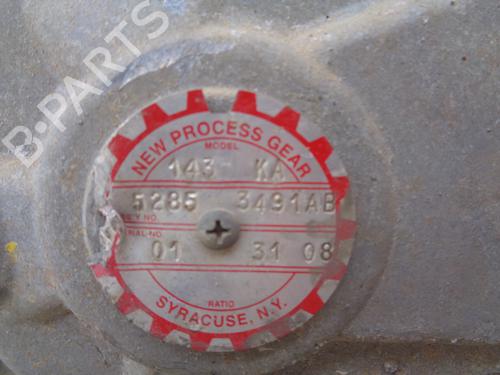 B-PARTS
NEW PROCESS GEAR
MODEL
143 KA
5285 3491AB
01 31 08
RATIO
SYRACUSE, N.Y.